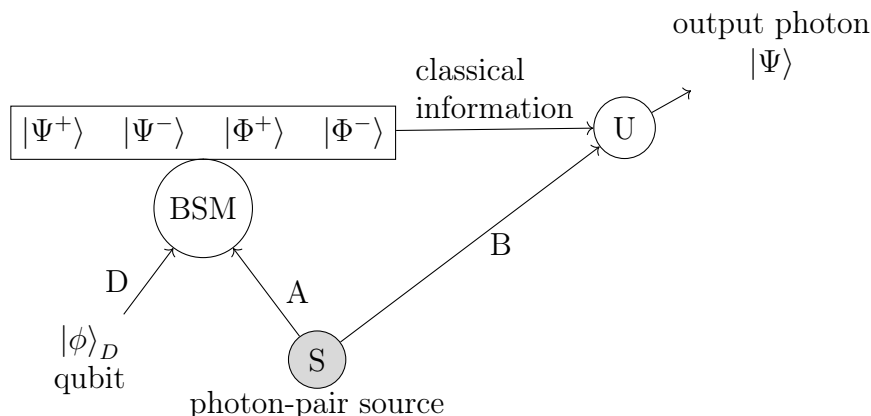 output photon
|Ψ⟩
classical
information
U
|Ψ⁺⟩ |Ψ⁻⟩ |Φ⁺⟩ |Φ⁻⟩
BSM
B
D
A
|ϕ⟩_D
qubit
S
photon-pair source